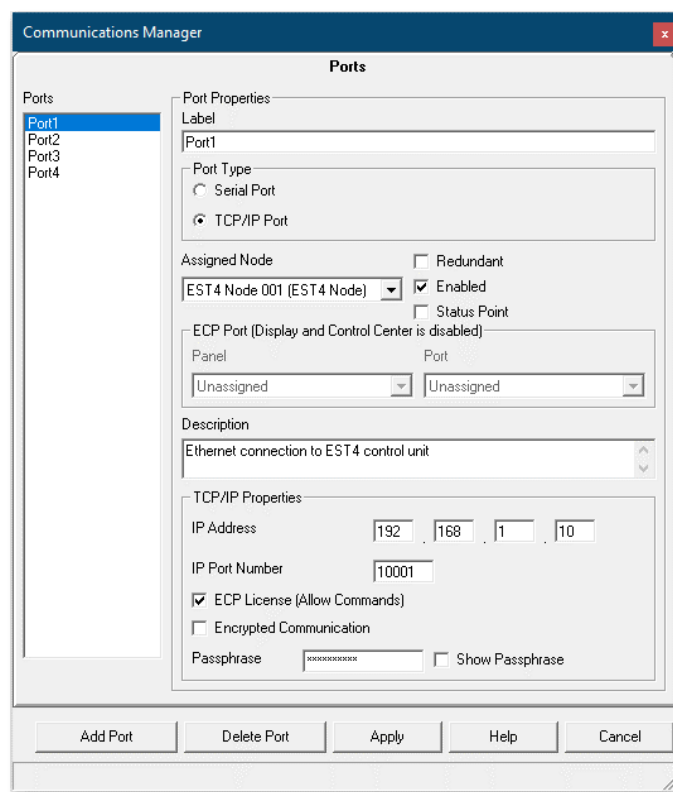 Communications Manager
x
Ports
Ports
Port1
Port2
Port3
Port4
Port Properties
Label
Port1
Port Type
Serial Port
TCP/IP Port
Assigned Node
EST4 Node 001 (EST4 Node)
Redundant
Enabled
Status Point
ECP Port (Display and Control Center is disabled)
Panel Port
Unassigned Unassigned
Description
Ethernet connection to EST4 control unit
TCP/IP Properties
IP Address 192 . 168 . 1 . 10
IP Port Number 10001
ECP License (Allow Commands)
Encrypted Communication
Passphrase ********** Show Passphrase
Add Port Delete Port Apply Help Cancel